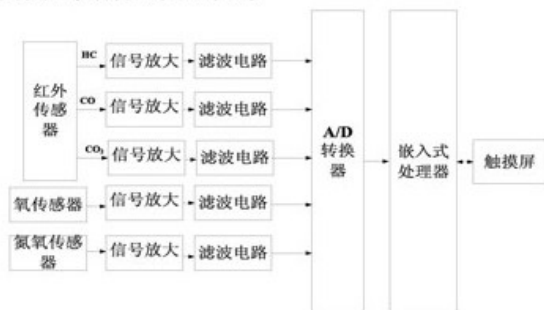 HC
信号放大
滤波电路
红外
传感
器
CO
信号放大
滤波电路
CO₂
信号放大
滤波电路
氧传感器
信号放大
滤波电路
氮氧传感
器
信号放大
滤波电路
A/D
转换
器
嵌入式
处理器
触摸屏